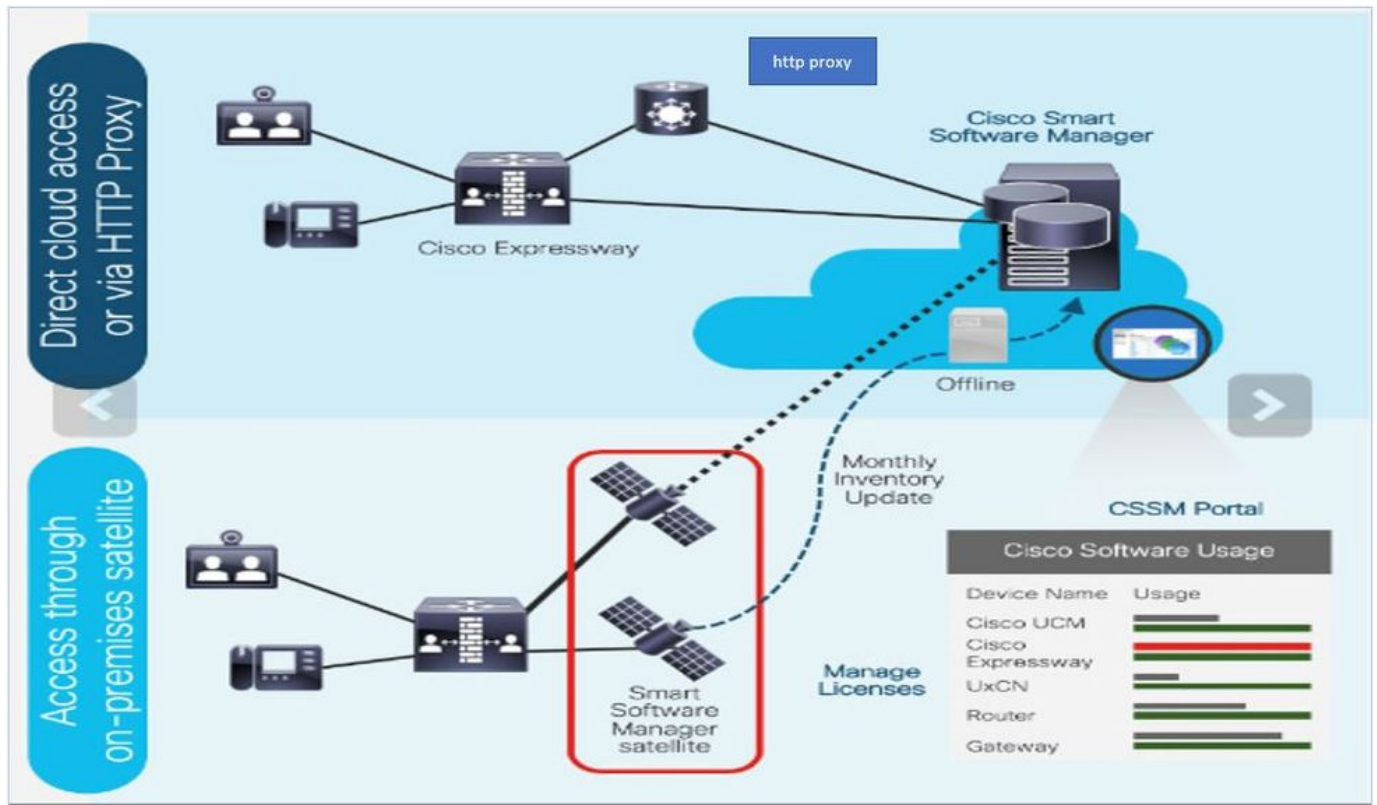 Direct cloud access
or via HTTP Proxy
http proxy
Cisco Smart
Software Manager
Cisco Expressway
Offline
Access through
on-premises satellite
Monthly
Inventory
Update
Smart
Software
Manager
satellite
Manage
Licenses
CSSM Portal
Cisco Software Usage
Device Name Usage
Cisco UCM
Cisco
Expressway
UxCN
Router
Gateway